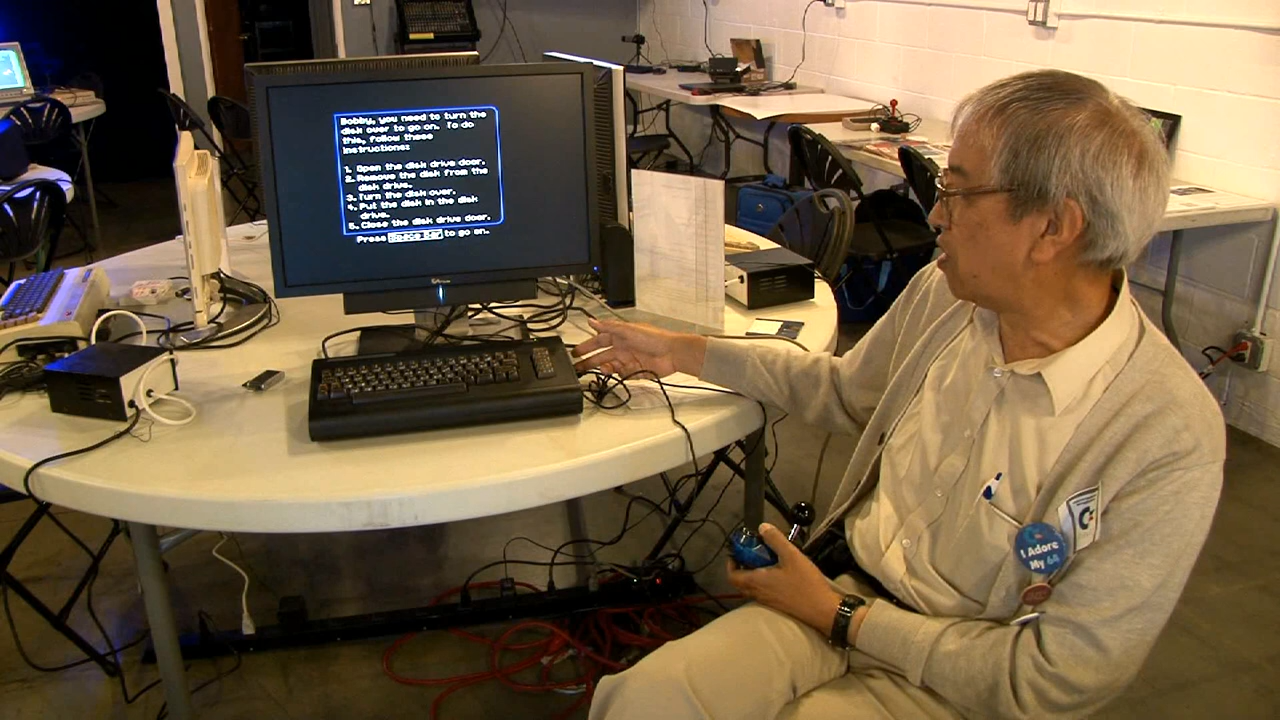 Bobby, you need to turn the
disk over to go on. To do
this, follow these
instructions:
1. Open the disk drive door.
2. Remove the disk from the
disk drive.
3. Turn the disk over.
4. Put the disk in the disk
drive.
5. Close the disk drive door.
Press Space Bar to go on.
I Adore
My 64